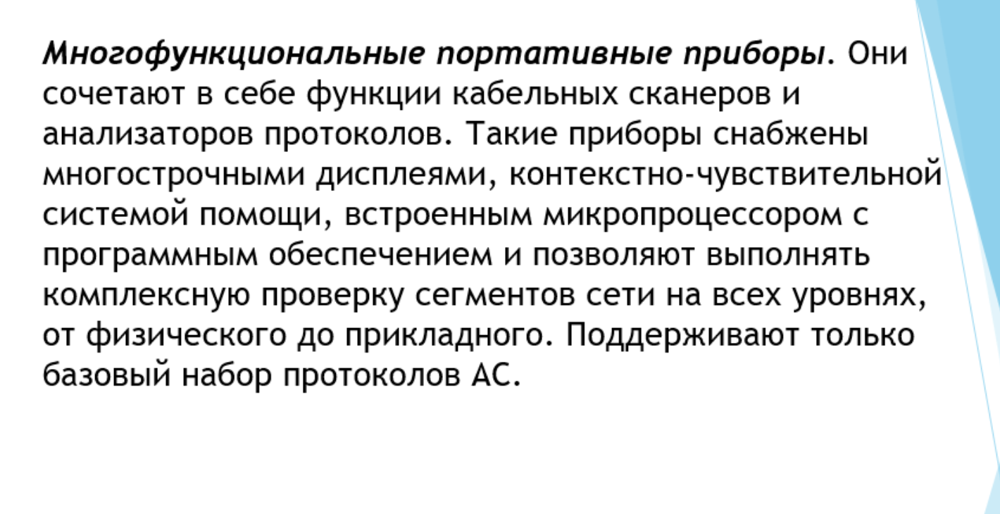 Многофункциональные портативные приборы. Они
сочетают в себе функции кабельных сканеров и
анализаторов протоколов. Такие приборы снабжены
многострочными дисплеями, контекстно-чувствительной
системой помощи, встроенным микропроцессором с
программным обеспечением и позволяют выполнять
комплексную проверку сегментов сети на всех уровнях,
от физического до прикладного. Поддерживают только
базовый набор протоколов АС.